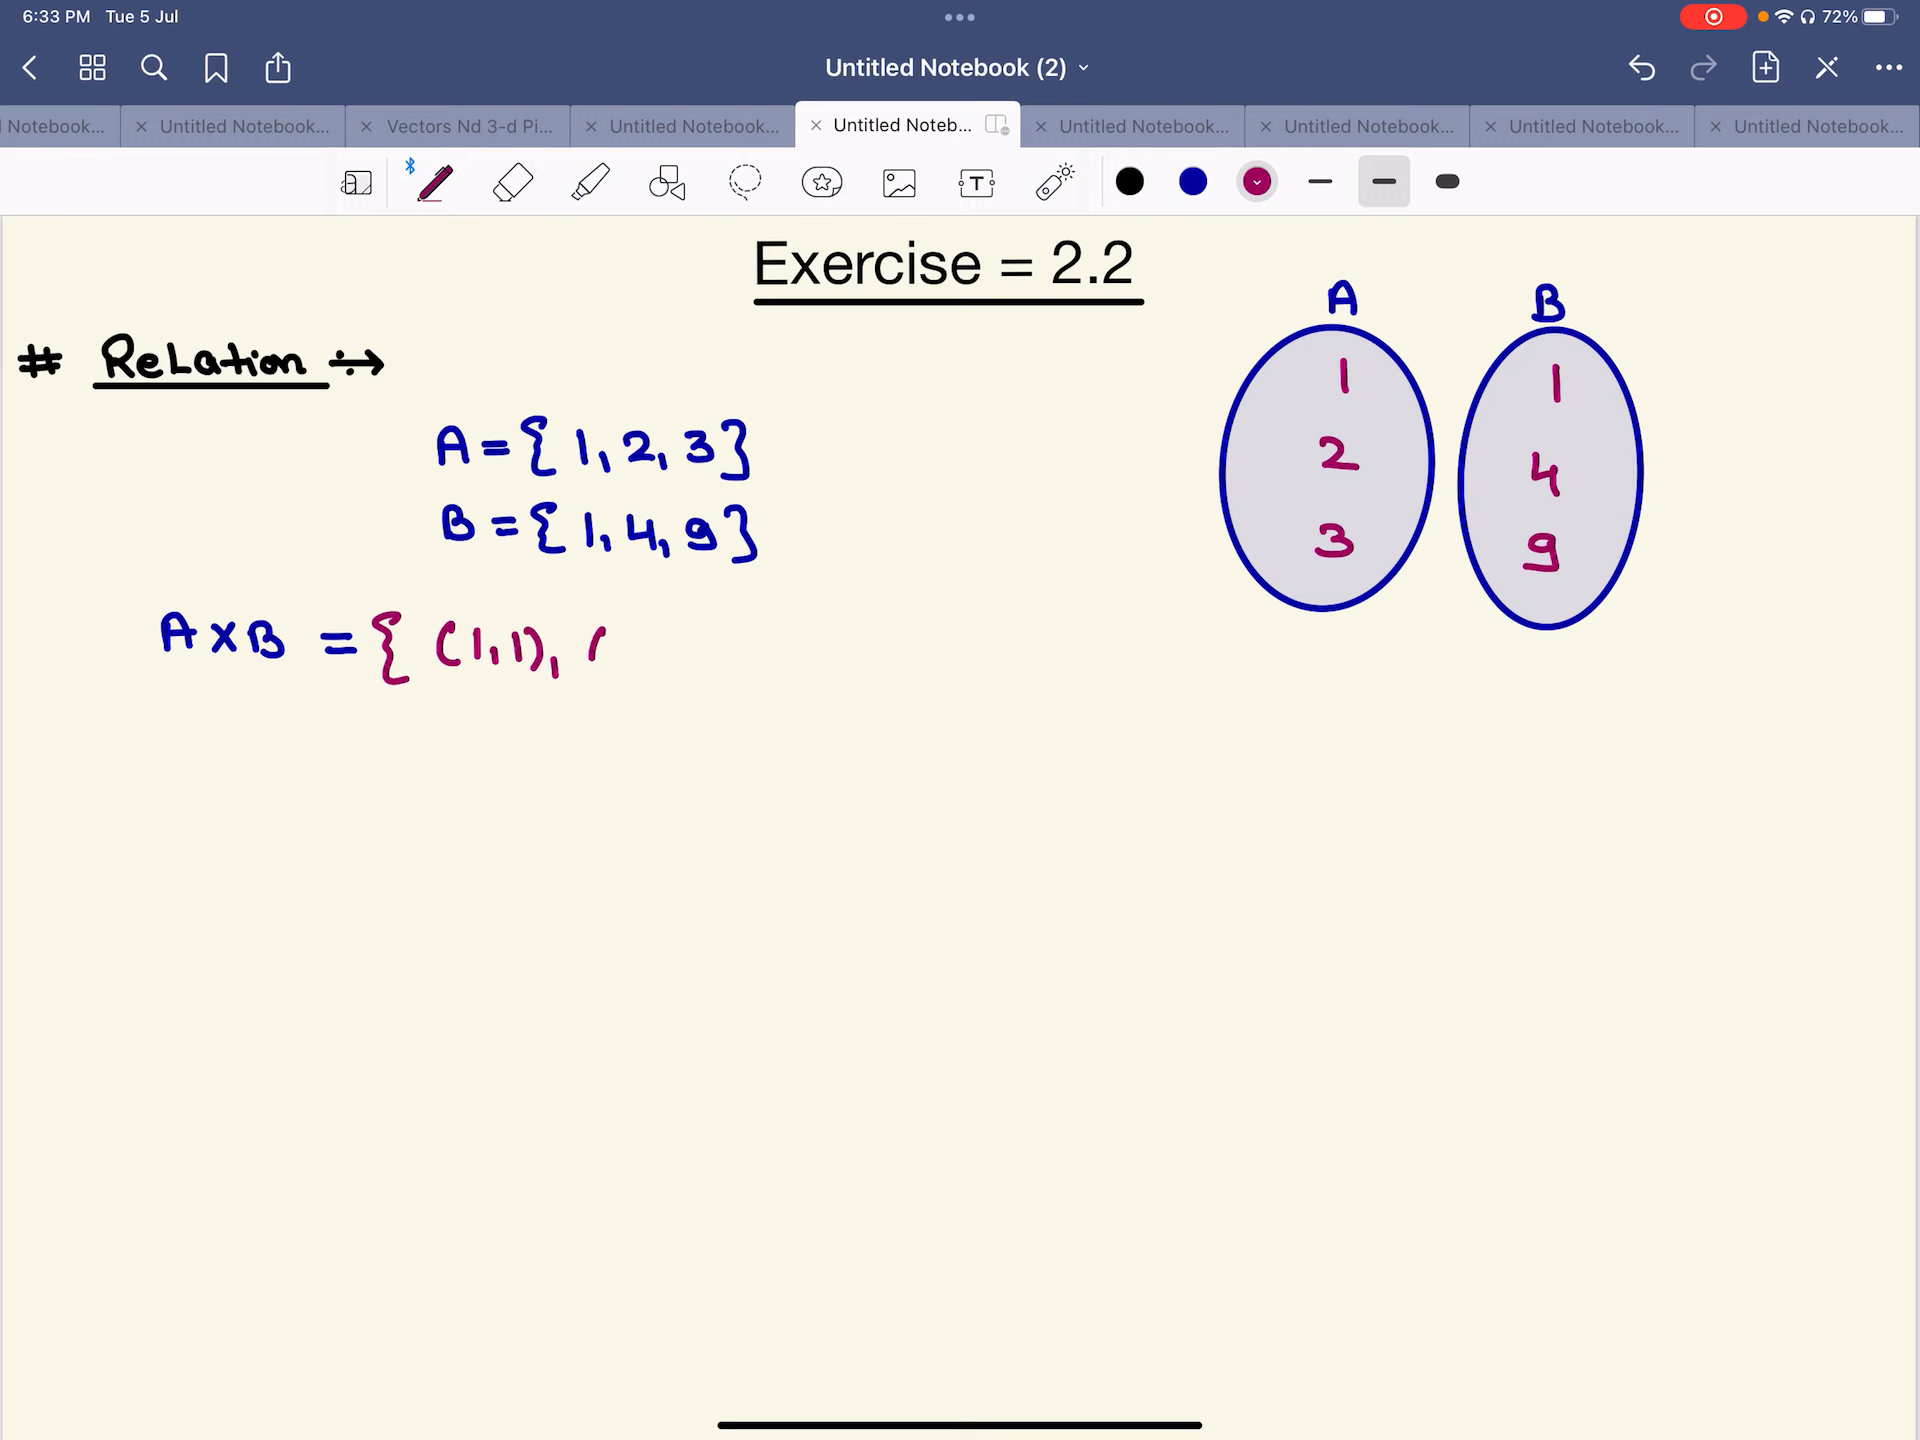 6:33 PM Tue 5 Jul
72%
Untitled Notebook (2)
Notebook... Untitled Notebook... Vectors Nd 3-d Pi... Untitled Notebook... Untitled Noteb... Untitled Notebook... Untitled Notebook... Untitled Notebook... Untitled Notebook...
Exercise = 2.2
# Relation ÷→
A = { 1, 2, 3 }
B = { 1, 4, 9 }
A × B = { (1,1), (
A B
1 1
2 4
3 9